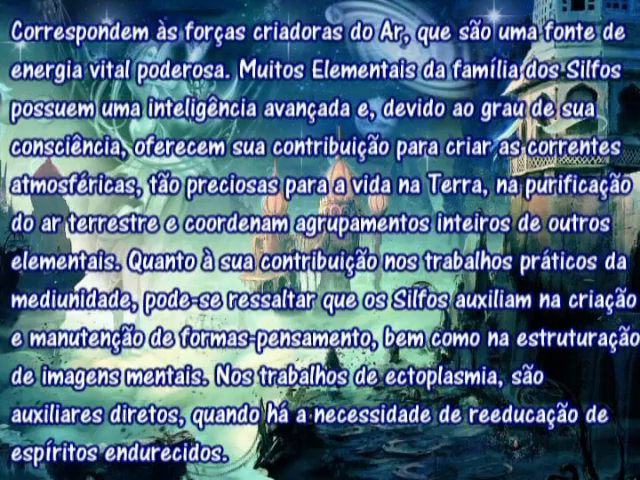 Correspondem às forças criadoras do Ar, que são uma fonte de
energia vital poderosa. Muitos Elementais da família dos Silfos
possuem uma inteligência avançada e, devido ao grau de sua
consciência, oferecem sua contribuição para criar as correntes
atmosféricas, tão preciosas para a vida na Terra, na purificação
do ar terrestre e coordenam agrupamentos inteiros de outros
elementais. Quanto à sua contribuição nos trabalhos práticos da
mediunidade, pode-se ressaltar que os Silfos auxiliam na criação
e manutenção de formas-pensamento, bem como na estruturação
de imagens mentais. Nos trabalhos de ectoplasmia, são
auxiliares diretos, quando há a necessidade de reeducação de
espíritos endurecidos.